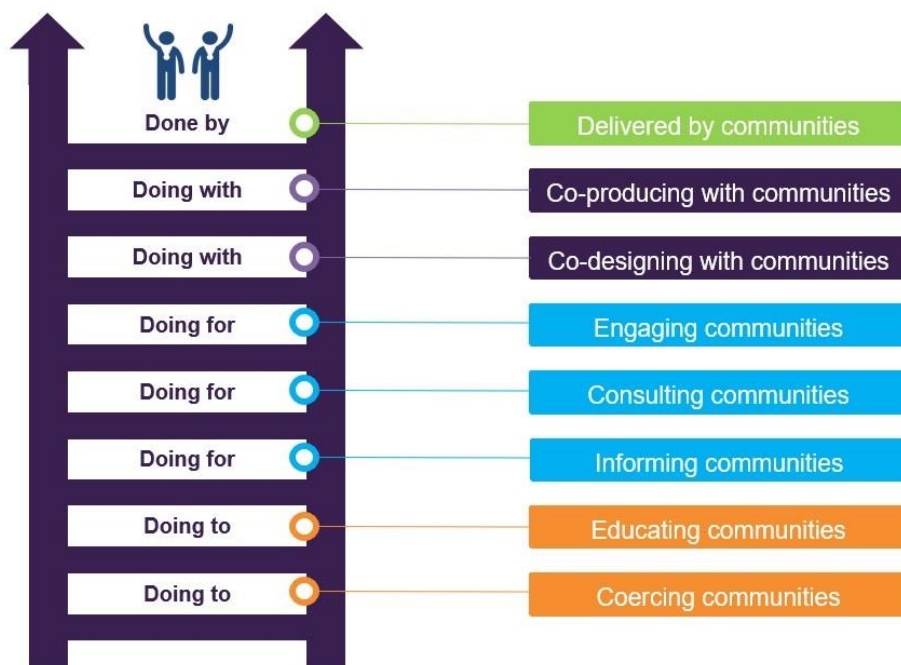 Done by
Delivered by communities
Doing with
Co-producing with communities
Doing with
Co-designing with communities
Doing for
Engaging communities
Doing for
Consulting communities
Doing for
Informing communities
Doing to
Educating communities
Doing to
Coercing communities